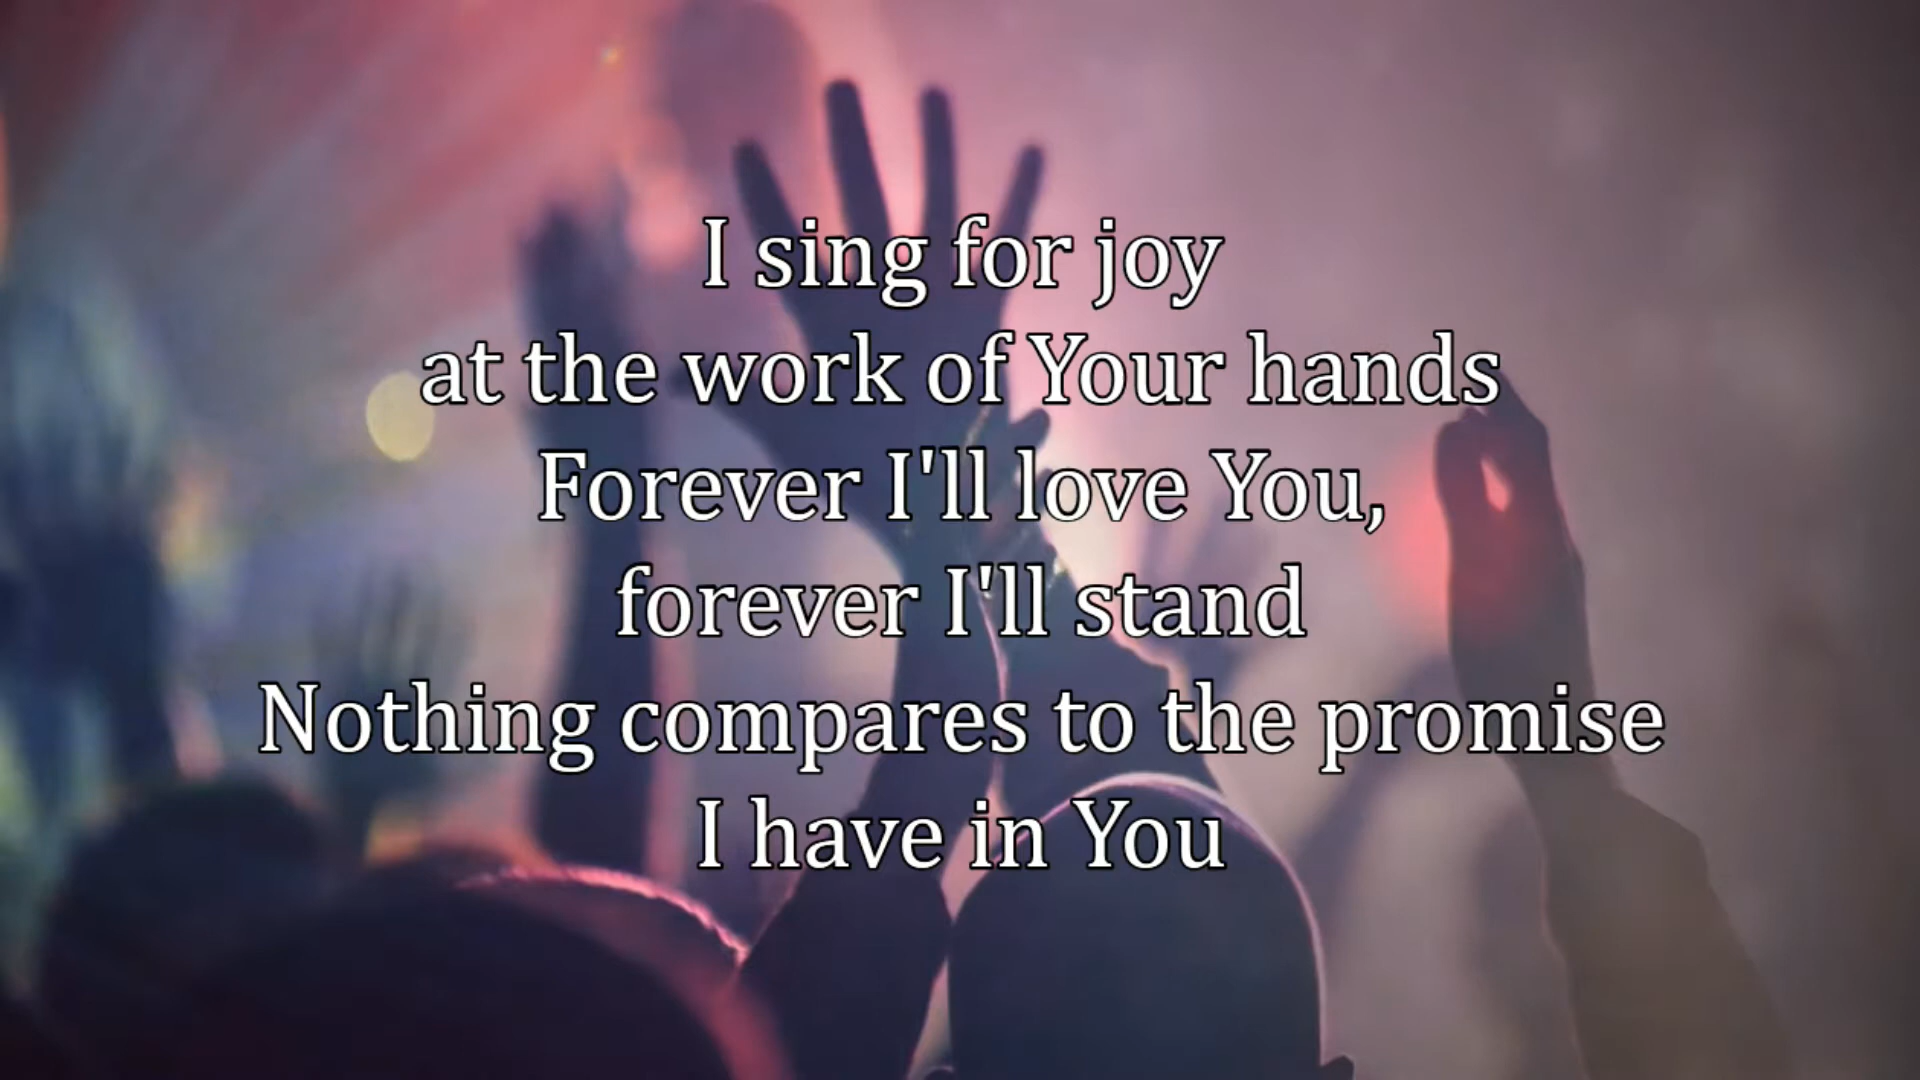 I sing for joy
at the work of Your hands
Forever I'll love You,
forever I'll stand
Nothing compares to the promise
I have in You